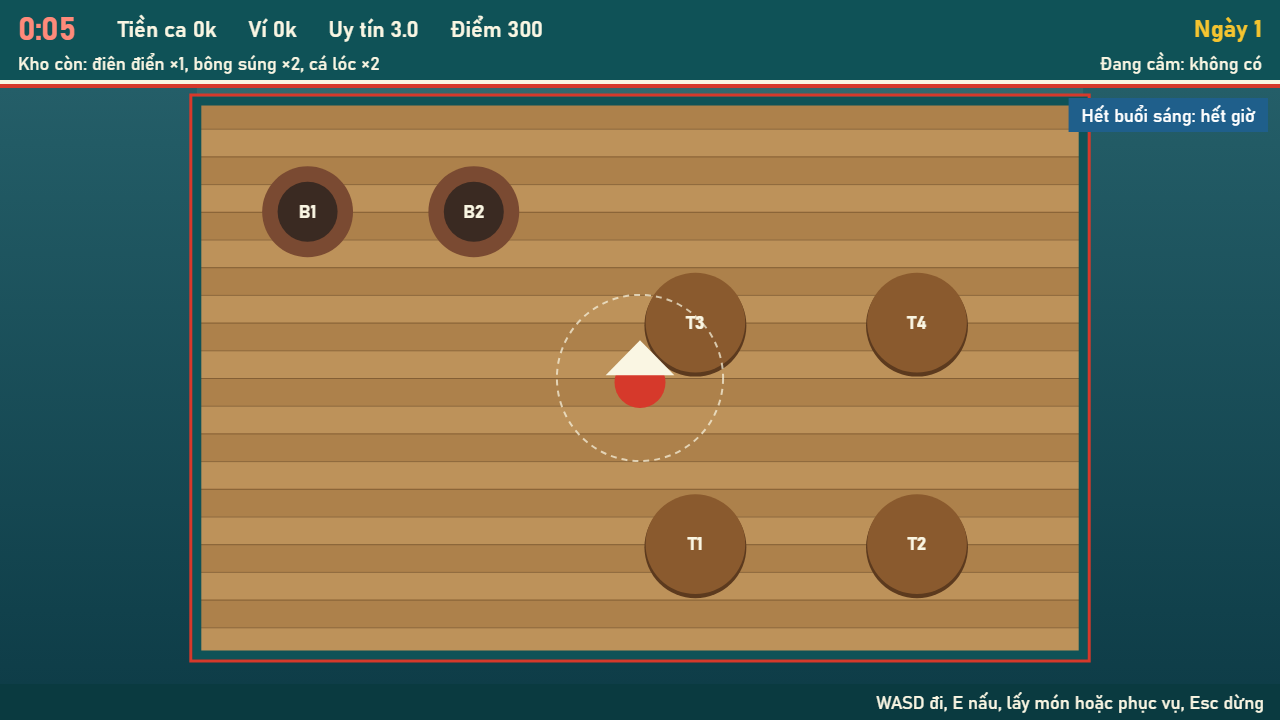 0:05 Tiền ca 0k Ví 0k Uy tín 3.0 Điểm 300 Ngày 1
Kho còn: điên điển ×1, bông súng ×2, cá lóc ×2 Đang cầm: không có
Hết buổi sáng: hết giờ
B1 B2
T3 T4
T1 T2
WASD đi, E nấu, lấy món hoặc phục vụ, Esc dừng